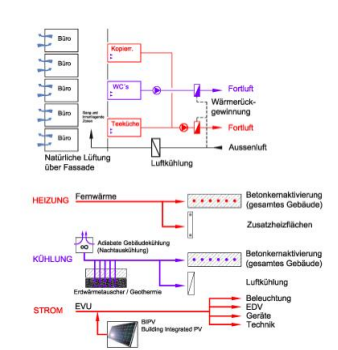 Büro
Kopierr.
Büro
WC's
Fortluft
Büro
Wärmerück-
gewinnung
Büro
Teeküche
Fortluft
Büro
Aussenluft
Natürliche Lüftung
über Fassade
Luftkühlung
HEIZUNG
Fernwärme
Betonkernaktivierung
(gesamtes Gebäude)
Zusatzheizflächen
Adiabate Gebäudekühlung
(Nachtauskühlung)
KÜHLUNG
Betonkernaktivierung
(gesamtes Gebäude)
Luftkühlung
Erdwärmetauscher / Geothermie
STROM
EVU
Beleuchtung
EDV
Geräte
Technik
BIPV
Building Integrated PV